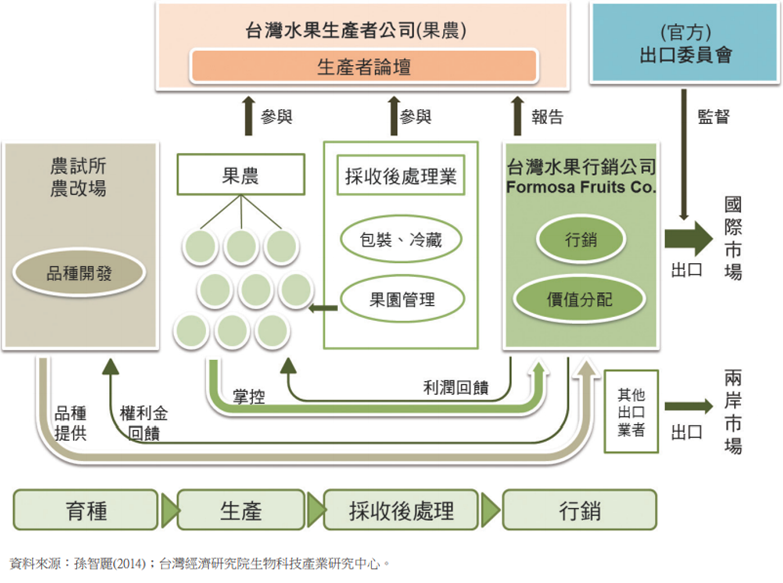 台灣水果生產者公司(果農)
生產者論壇
(官方)
出口委員會
參與
參與
報告
監督
農試所
農改場
品種開發
果農
採收後處理業
包裝、冷藏
果園管理
台灣水果行銷公司
Formosa Fruits Co.
行銷
價值分配
出口
國際市場
品種
提供
權利金
回饋
掌控
利潤回饋
其他
出口
業者
出口
兩岸市場
育種
生產
採收後處理
行銷
資料來源：孫智麗(2014)；台灣經濟研究院生物科技產業研究中心。